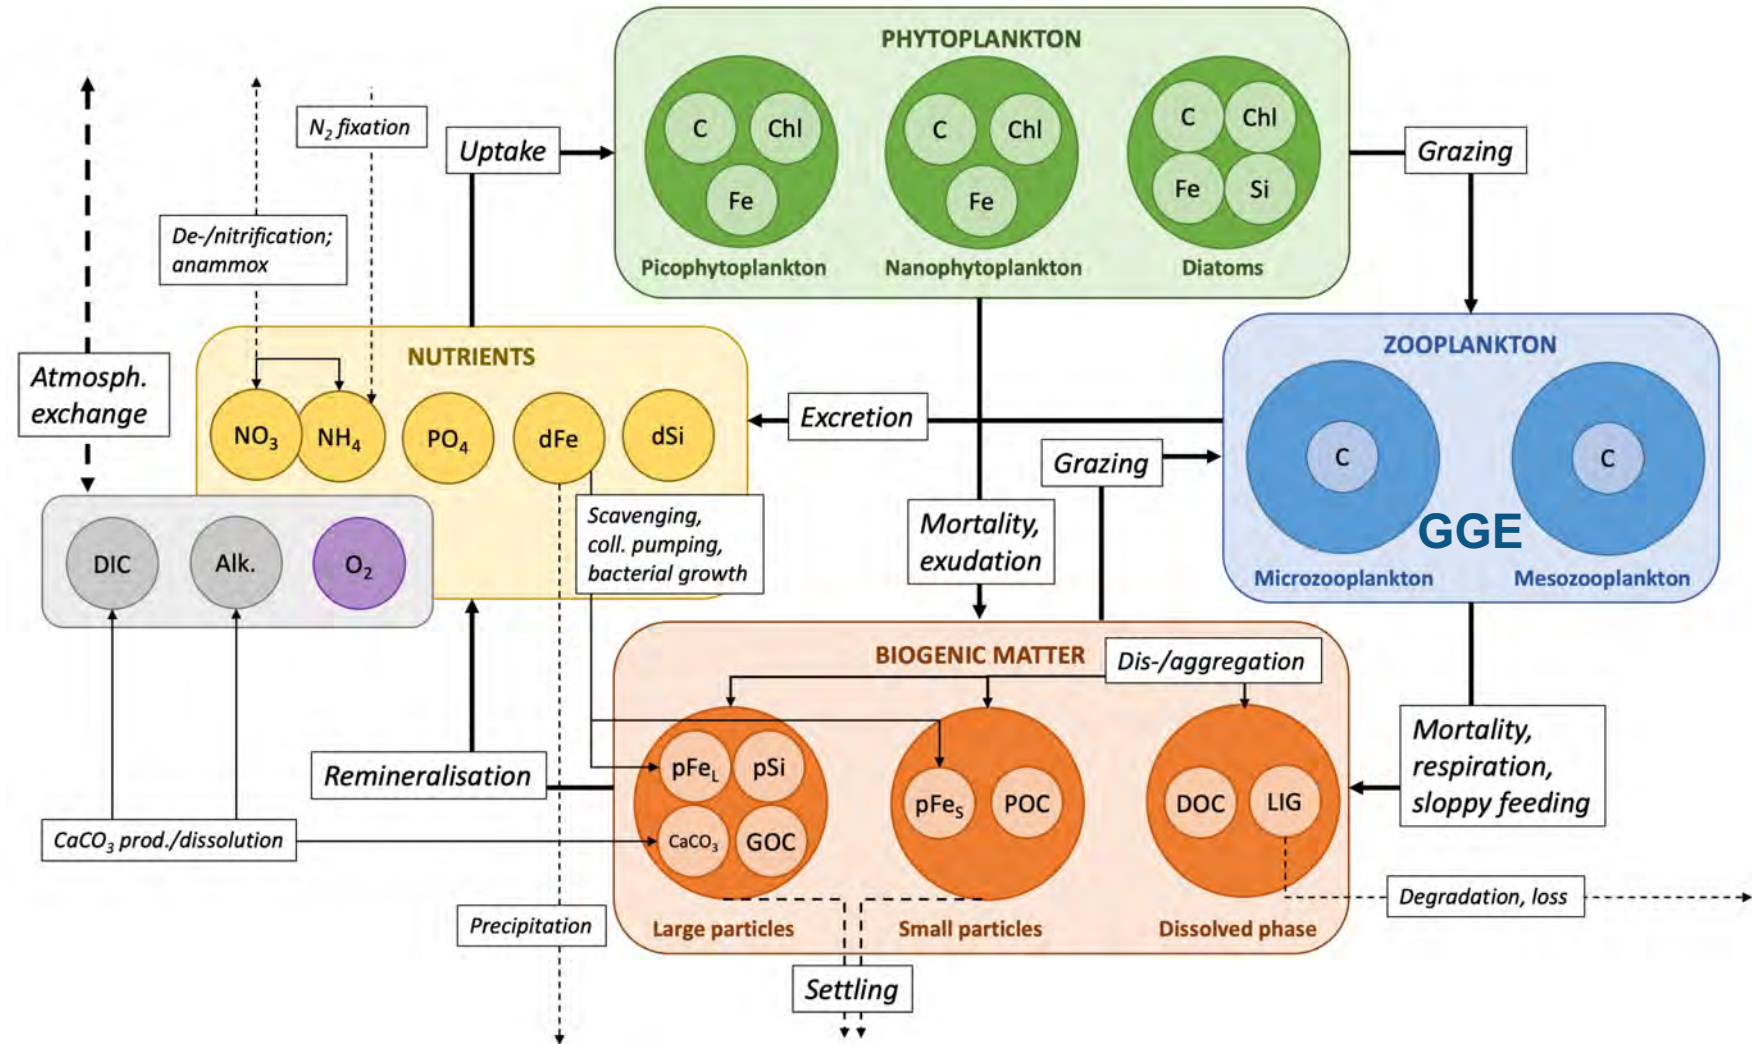 PHYTOPLANKTON
C
Chl
Fe
Picophytoplankton
C
Chl
Fe
Nanophytoplankton
C
Chl
Fe
Si
Diatoms
N₂ fixation
Uptake
Grazing
De-/nitrification;
anammox
Atmosph.
exchange
NUTRIENTS
NO₃
NH₄
PO₄
dFe
dSi
Excretion
ZOOPLANKTON
C
Microzooplankton
C
Mesozooplankton
GGE
Grazing
Scavenging,
coll. pumping,
bacterial growth
Mortality,
exudation
DIC
Alk.
O₂
BIOGENIC MATTER
Dis-/aggregation
pFe_L
pSi
CaCO₃
GOC
Large particles
pFe_S
POC
Small particles
DOC
LIG
Dissolved phase
Mortality,
respiration,
sloppy feeding
Remineralisation
CaCO₃ prod./dissolution
Degradation, loss
Precipitation
Settling